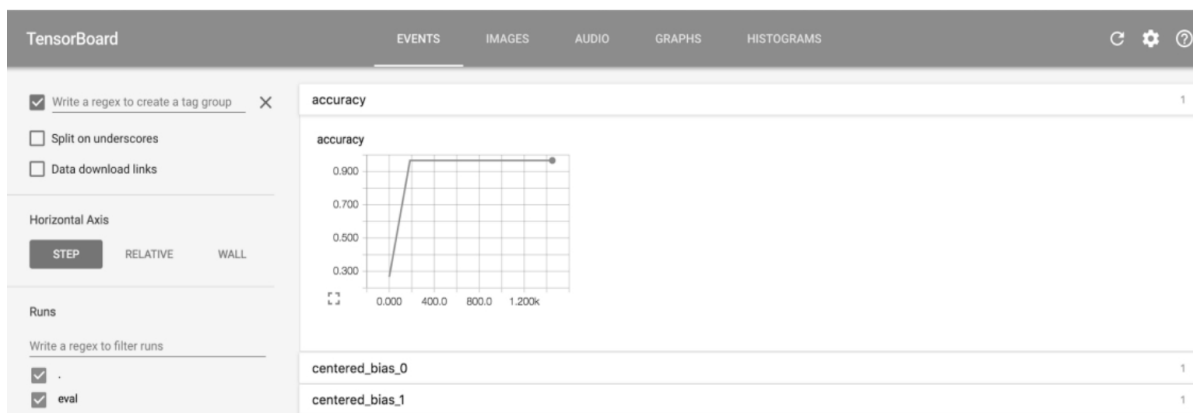 TensorBoard
EVENTS IMAGES AUDIO GRAPHS HISTOGRAMS
Write a regex to create a tag group
Split on underscores
Data download links
Horizontal Axis
STEP RELATIVE WALL
Runs
Write a regex to filter runs
.
eval
accuracy 1
accuracy
0.900
0.700
0.500
0.300
0.000 400.0 800.0 1.200k
centered_bias_0 1
centered_bias_1 1